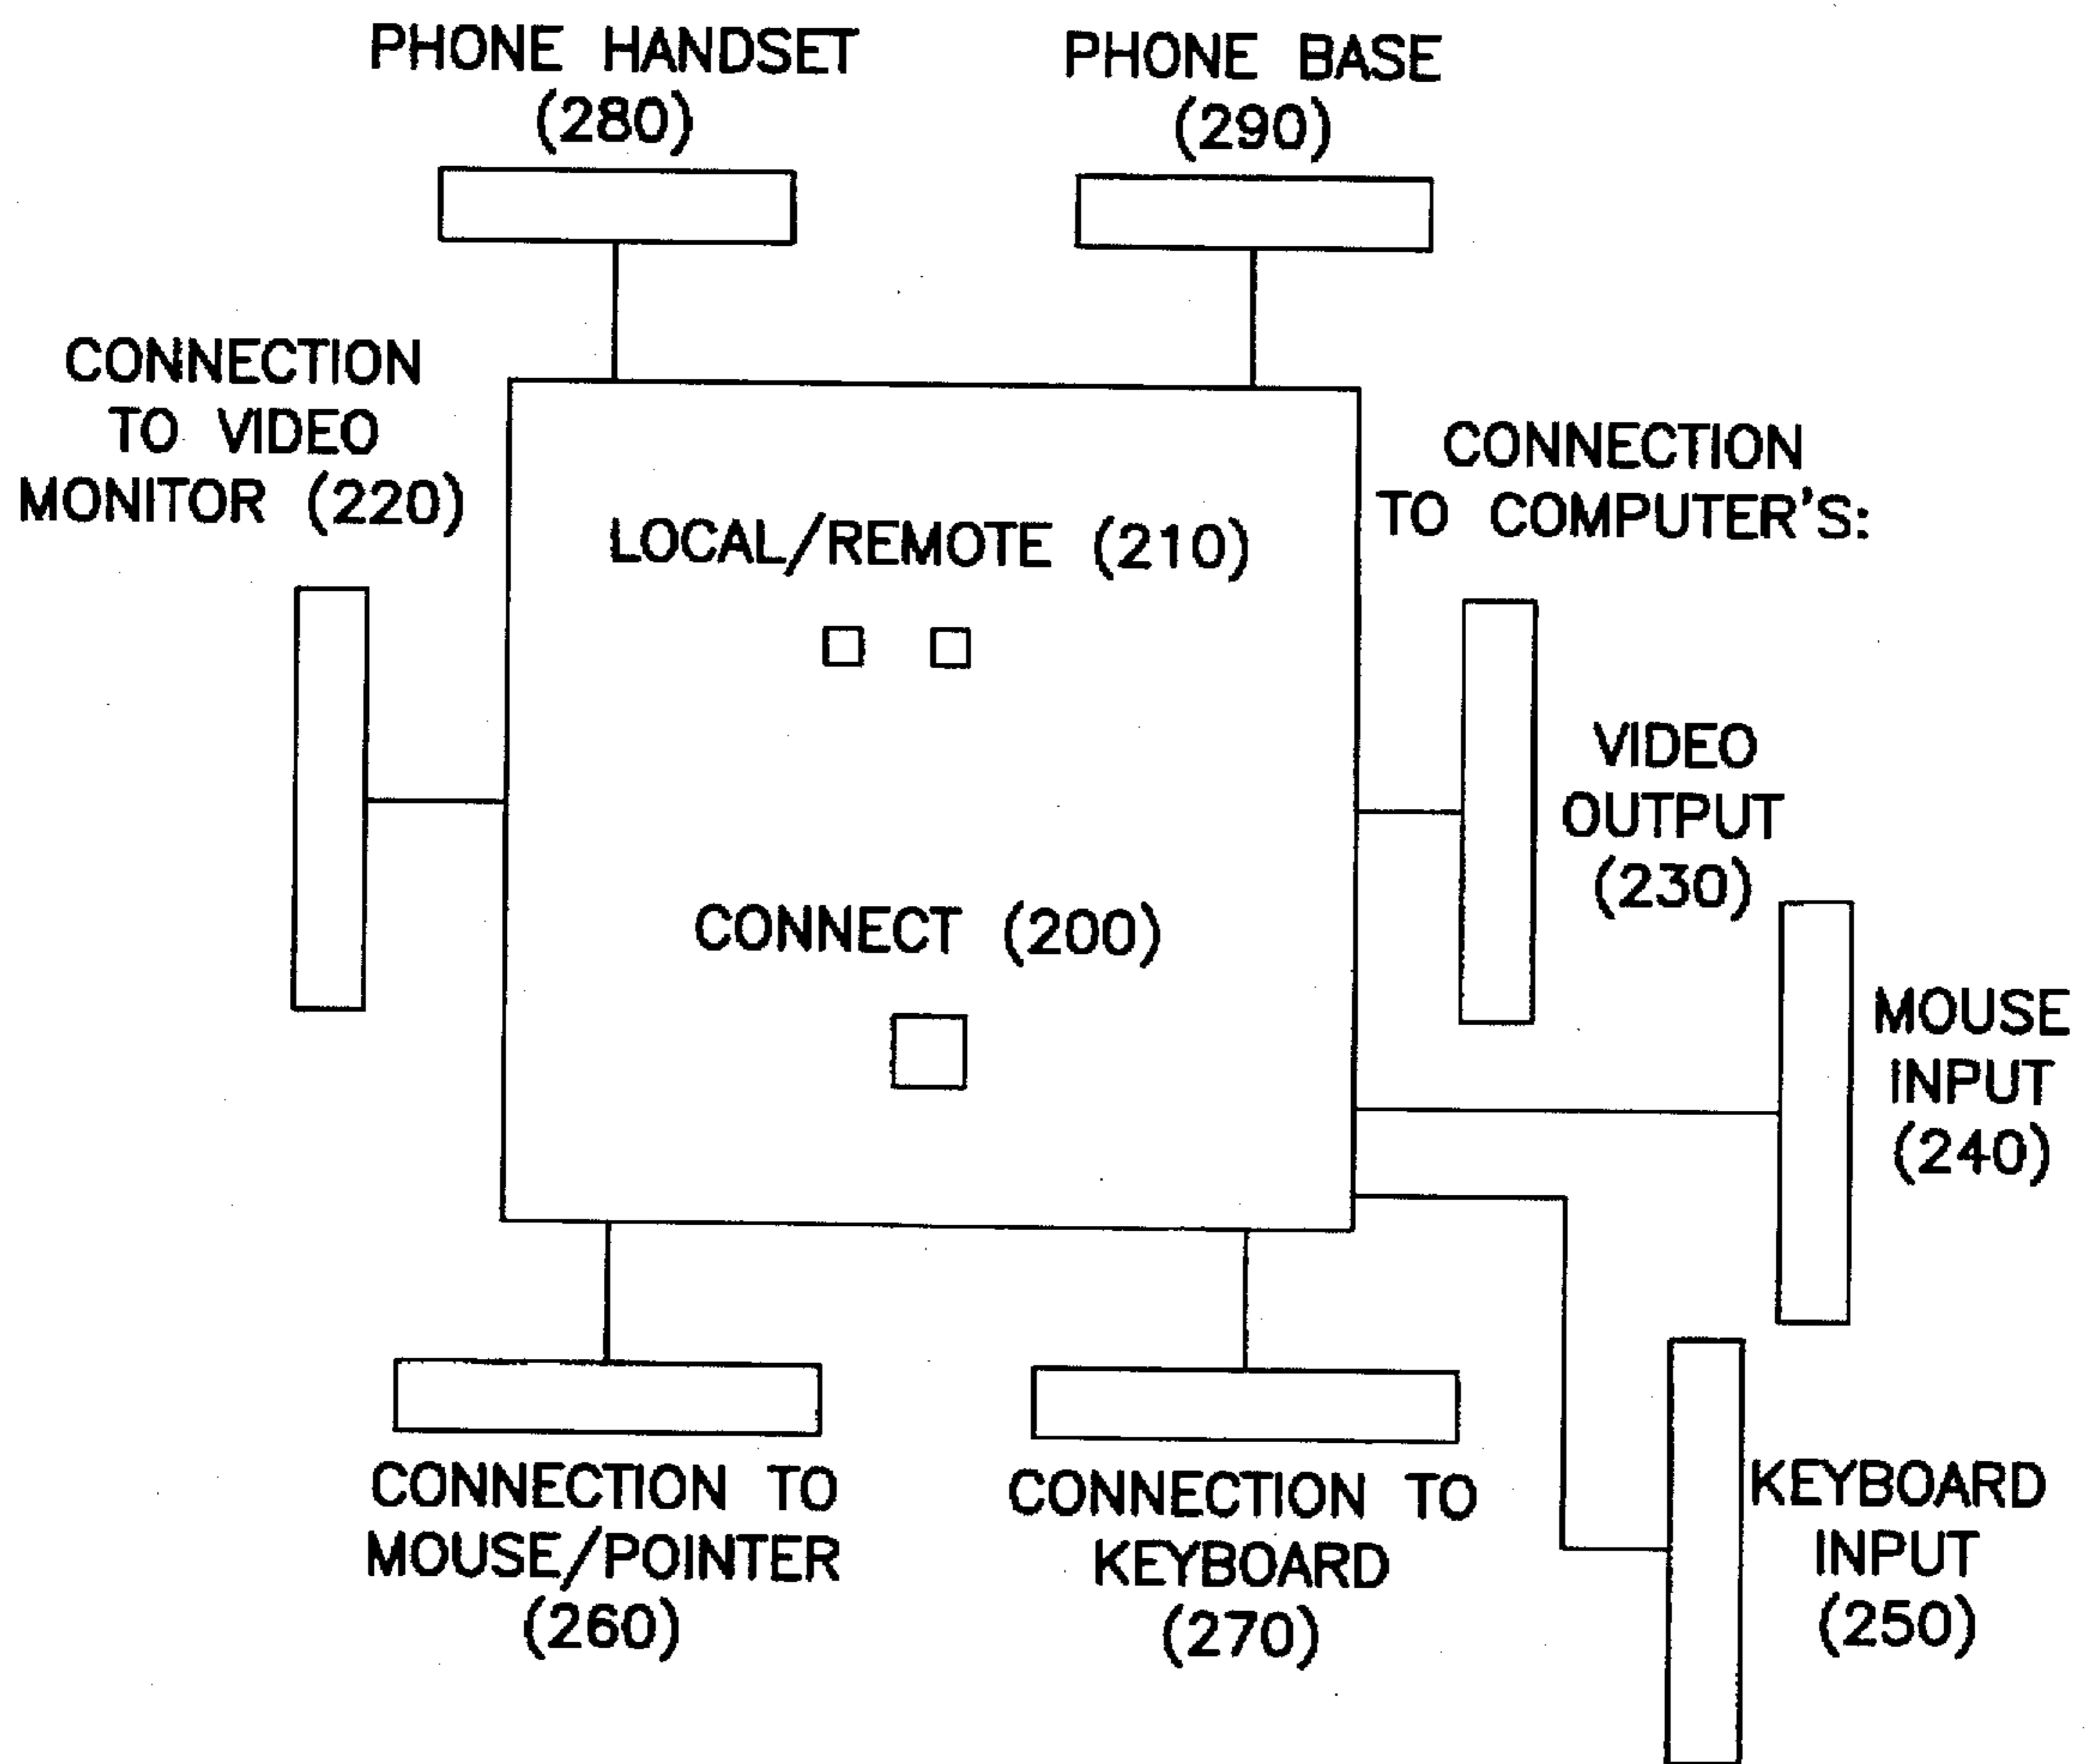 PHONE HANDSET
(280)
PHONE BASE
(290)
CONNECTION
TO VIDEO
MONITOR (220)
LOCAL/REMOTE (210)
CONNECTION
TO COMPUTER'S:
VIDEO
OUTPUT
(230)
CONNECT (200)
MOUSE
INPUT
(240)
CONNECTION TO
MOUSE/POINTER
(260)
CONNECTION TO
KEYBOARD
(270)
KEYBOARD
INPUT
(250)